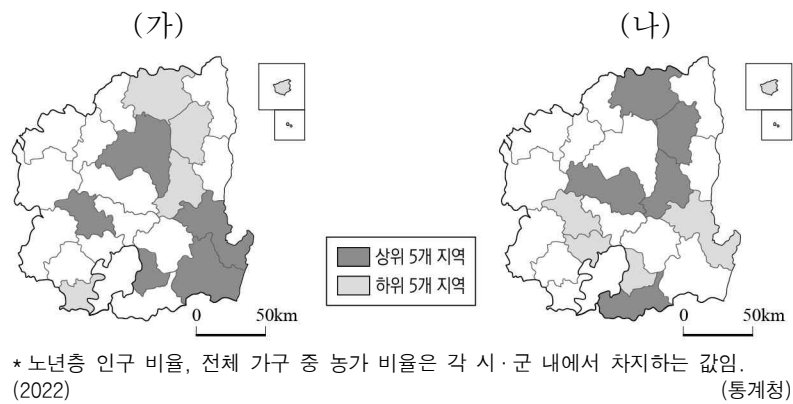 (가) (나)
상위 5개 지역
하위 5개 지역
0 50km 0 50km
* 노년층 인구 비율, 전체 가구 중 농가 비율은 각 시·군 내에서 차지하는 값임.
(2022) (통계청)